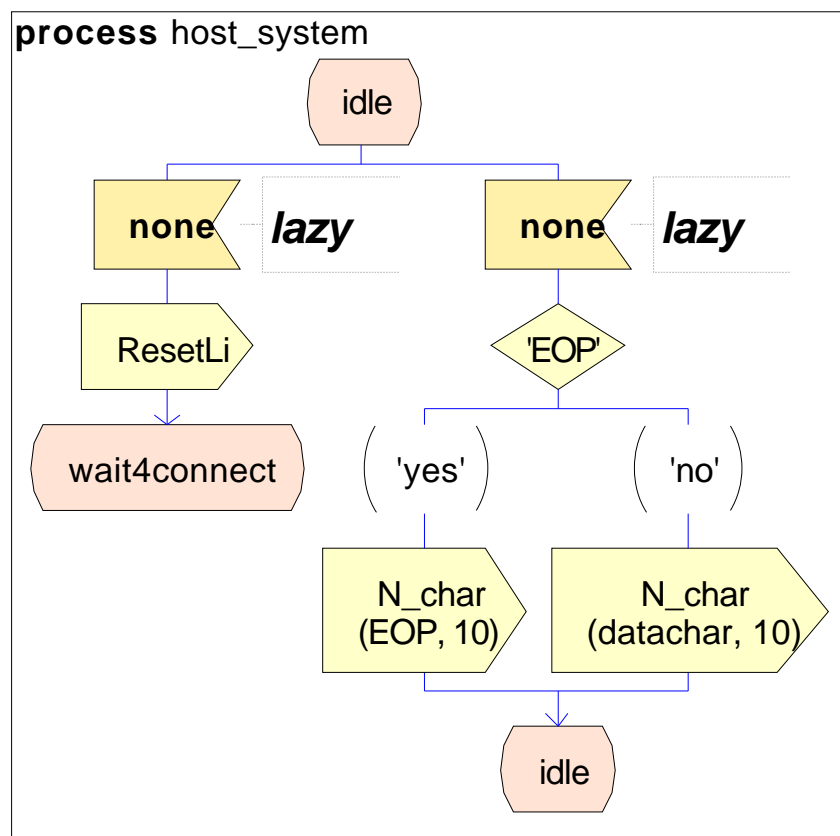 process host_system
idle
none
lazy
none
lazy
ResetLi
'EOP'
wait4connect
'yes'
'no'
N_char
(EOP, 10)
N_char
(datachar, 10)
idle